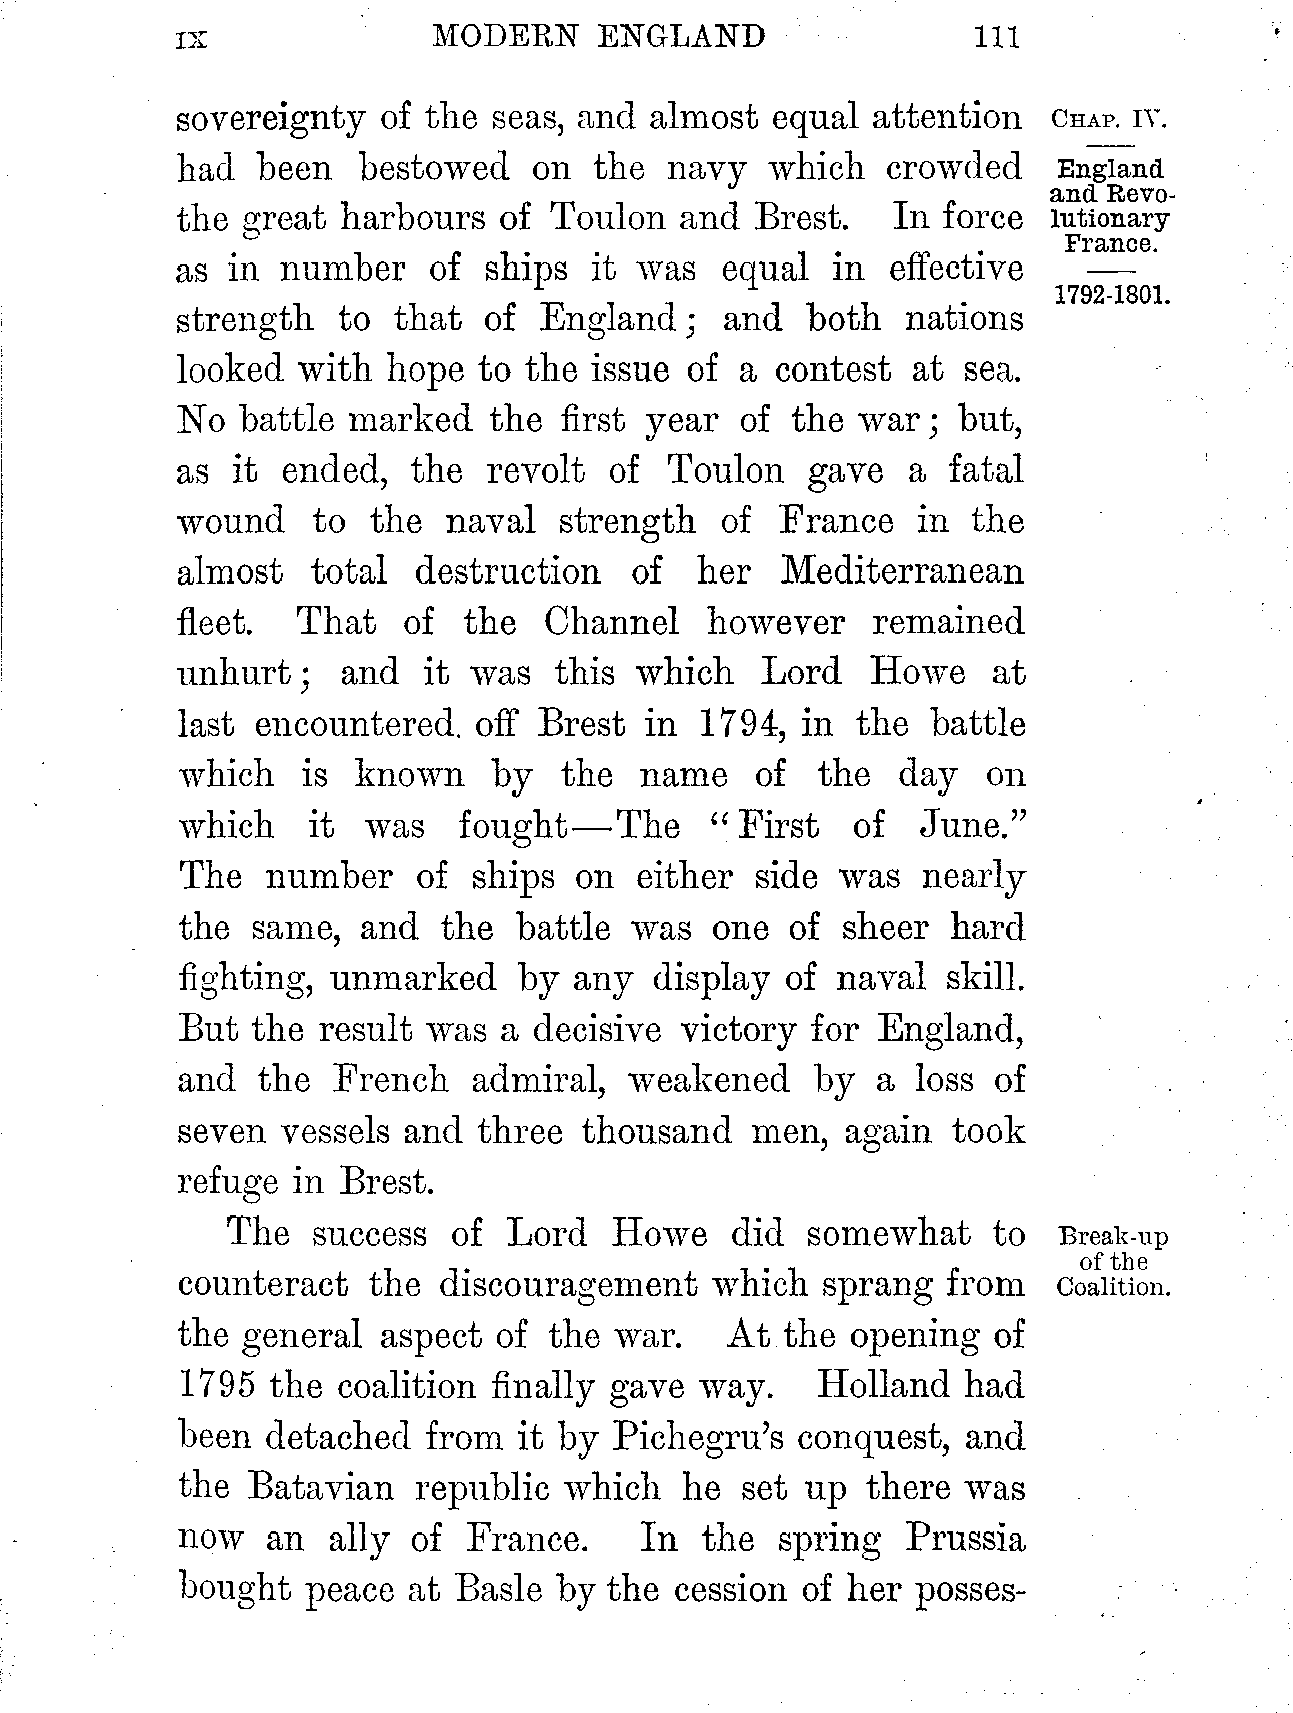 IX MODERN ENGLAND 111
sovereignty of the seas, and almost equal attention
had been bestowed on the navy which crowded
the great harbours of Toulon and Brest. In force
as in number of ships it was equal in effective
strength to that of England; and both nations
looked with hope to the issue of a contest at sea.
No battle marked the first year of the war; but,
as it ended, the revolt of Toulon gave a fatal
wound to the naval strength of France in the
almost total destruction of her Mediterranean
fleet. That of the Channel however remained
unhurt; and it was this which Lord Howe at
last encountered. off Brest in 1794, in the battle
which is known by the name of the day on
which it was fought—The "First of June."
The number of ships on either side was nearly
the same, and the battle was one of sheer hard
fighting, unmarked by any display of naval skill.
But the result was a decisive victory for England,
and the French admiral, weakened by a loss of
seven vessels and three thousand men, again took
refuge in Brest.
The success of Lord Howe did somewhat to
counteract the discouragement which sprang from
the general aspect of the war. At the opening of
1795 the coalition finally gave way. Holland had
been detached from it by Pichegru's conquest, and
the Batavian republic which he set up there was
now an ally of France. In the spring Prussia
bought peace at Basle by the cession of her posses-
CHAP. IV.
England
and Revo-
lutionary
France.
1792-1801.
Break-up
of the
Coalition.